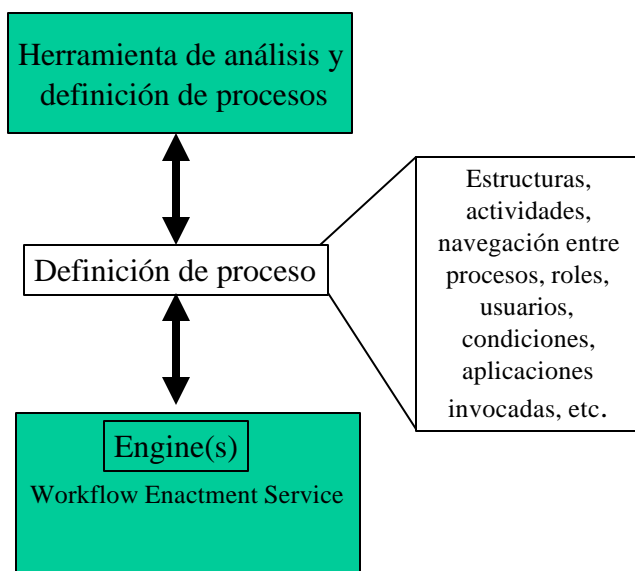 Herramienta de análisis y
definición de procesos
Definición de proceso
Estructuras,
actividades,
navegación entre
procesos, roles,
usuarios,
condiciones,
aplicaciones
invocadas, etc.
Engine(s)
Workflow Enactment Service